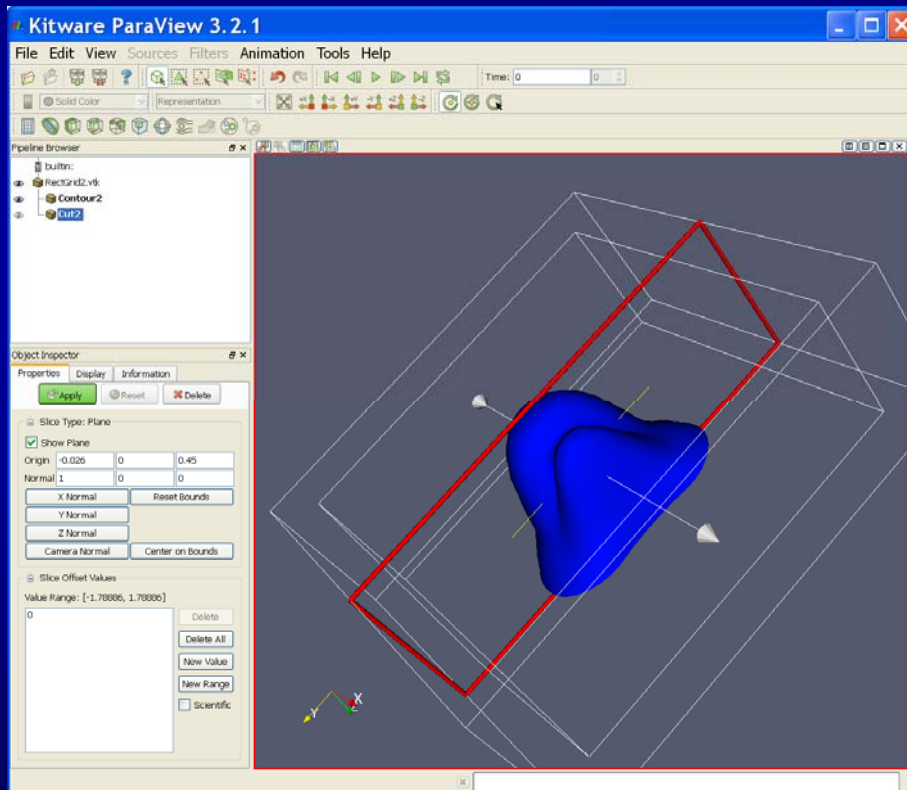 Kitware ParaView 3.2.1
File Edit View Sources Filters Animation Tools Help
Time: 0 0
Solid Color Representation
Pipeline Browser
builtin:
RectGrid2.vtk
Contour2
Cut2
Object Inspector
Properties Display Information
Apply Reset Delete
Slice Type: Plane
Show Plane
Origin -0.026 0 0.45
Normal 1 0 0
X Normal Reset Bounds
Y Normal
Z Normal
Camera Normal Center on Bounds
Slice Offset Values
Value Range: [-1.78886, 1.78886]
0 Delete
Delete All
New Value
New Range
Scientific
X
Y Z